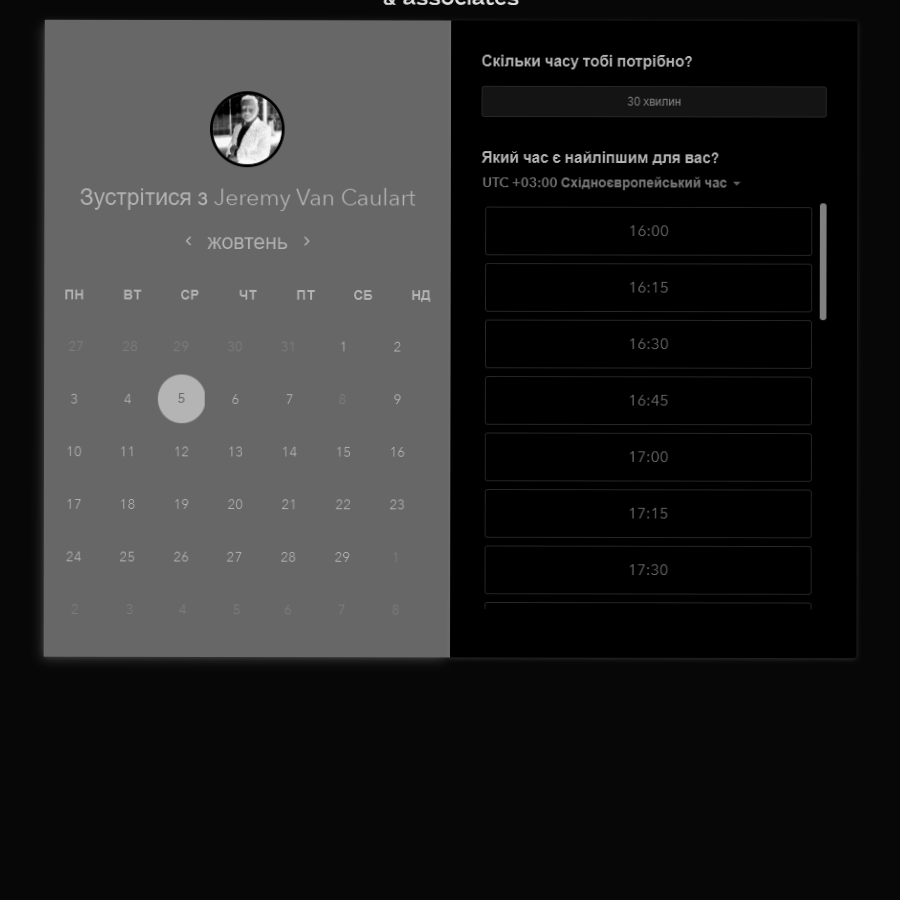 & associates
Зустрітися з Jeremy Van Caulart
жовтень
ПН ВТ СР ЧТ ПТ СБ НД
27 28 29 30 31 1 2
3 4 5 6 7 8 9
10 11 12 13 14 15 16
17 18 19 20 21 22 23
24 25 26 27 28 29 1
2 3 4 5 6 7 8
Скільки часу тобі потрібно?
30 хвилин
Який час є найліпшим для вас?
UTC +03:00 Східноєвропейський час
16:00
16:15
16:30
16:45
17:00
17:15
17:30